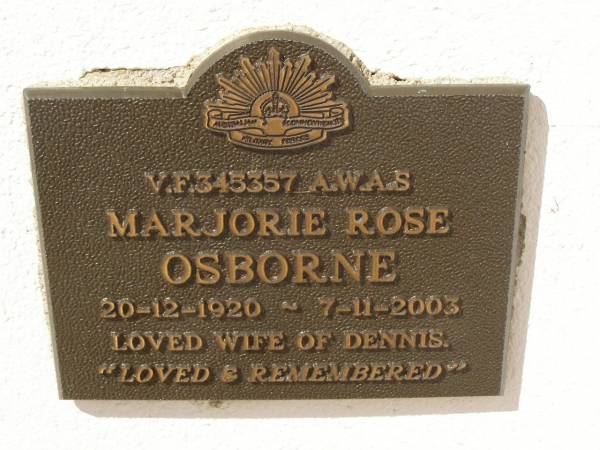 AUSTRALIAN COMMONWEALTH
MILITARY FORCES
V.F.345357 A.W.A.S
MARJORIE ROSE
OSBORNE
20-12-1920 ~ 7-11-2003
LOVED WIFE OF DENNIS.
"LOVED & REMEMBERED"